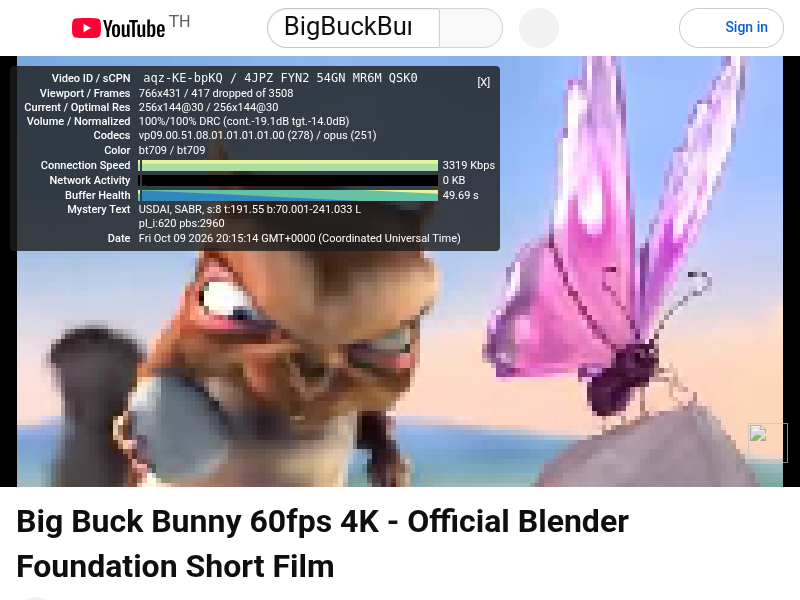 YouTube TH
BigBuckBu
Sign in
Video ID / sCPN aqz-KE-bpKQ / 4JPZ FYN2 54GN MR6M QSK0
[X]
Viewport / Frames 766x431 / 417 dropped of 3508
Current / Optimal Res 256x144@30 / 256x144@30
Volume / Normalized 100%/100% DRC (cont.-19.1dB tgt.-14.0dB)
Codecs vp09.00.51.08.01.01.01.01.00 (278) / opus (251)
Color bt709 / bt709
Connection Speed 3319 Kbps
Network Activity 0 KB
Buffer Health 49.69 s
Mystery Text USDAI, SABR, s:8 t:191.55 b:70.001-241.033 L
pl_i:620 pbs:2960
Date Fri Oct 09 2026 20:15:14 GMT+0000 (Coordinated Universal Time)
Big Buck Bunny 60fps 4K - Official Blender
Foundation Short Film